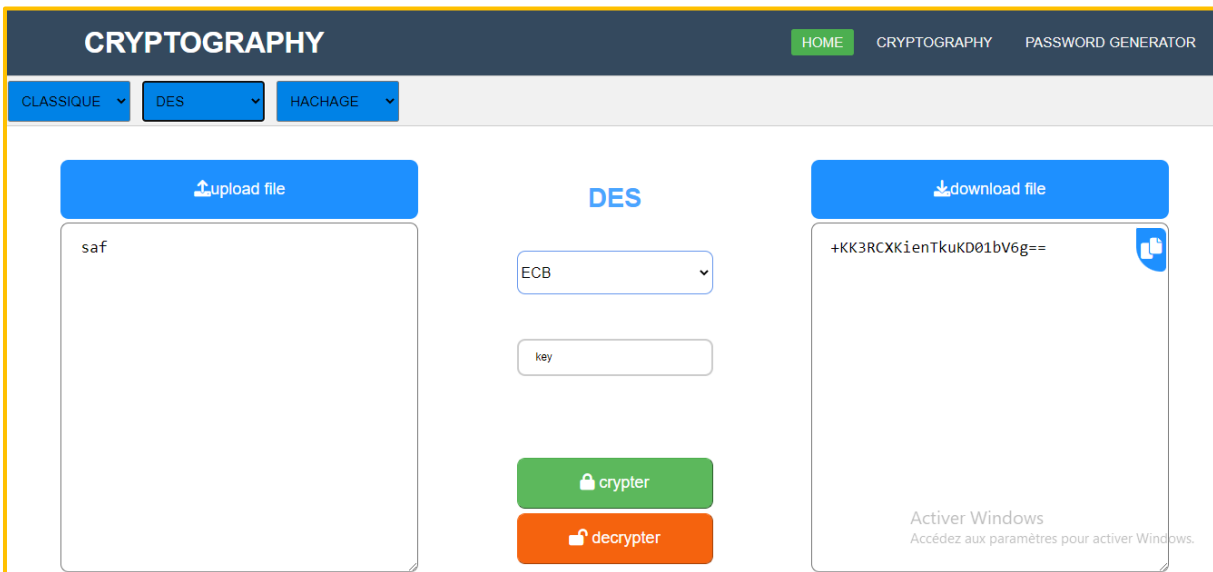 CRYPTOGRAPHY
HOME CRYPTOGRAPHY PASSWORD GENERATOR
CLASSIQUE DES HACHAGE
upload file
DES
download file
saf
+KK3RCXKienTkuKD01bV6g==
ECB
key
crypter
decrypter
Activer Windows
Accédez aux paramètres pour activer Windows.